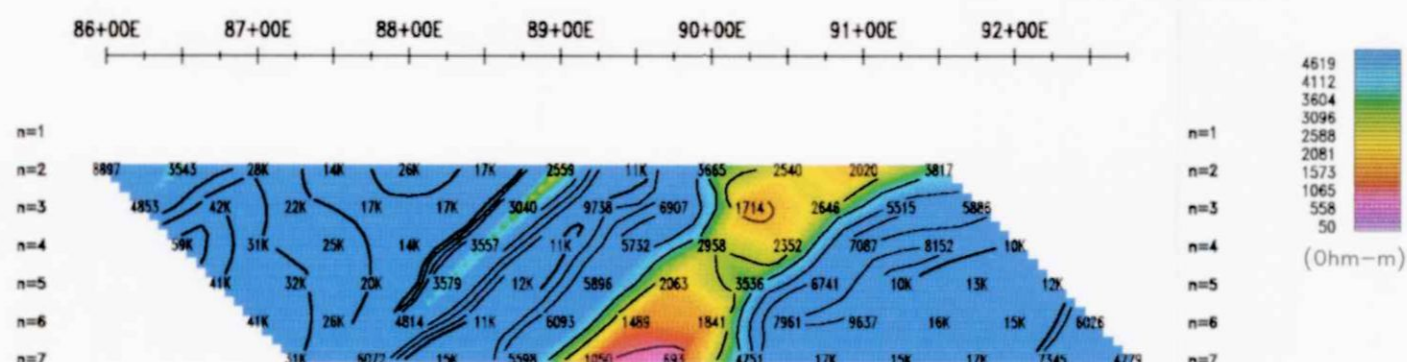 86+00E 87+00E 88+00E 89+00E 90+00E 91+00E 92+00E
4619
4112
3604
3096
2588
2081
1573
1065
558
50
(Ohm-m)
n=1 n=1
n=2 8897 3543 28K 14K 26K 17K 2559 11K 3665 2540 2020 3817 n=2
n=3 4853 42K 22K 17K 17K 3040 9738 6907 1714 2646 5515 5886 n=3
n=4 59K 31K 25K 14K 3557 11K 5732 2958 2352 7087 8152 10K n=4
n=5 41K 32K 20K 3579 12K 5896 2063 3536 6741 10K 13K 12K n=5
n=6 41K 26K 4814 11K 6093 1489 1841 7961 9637 16K 15K 6026 n=6
n=7 31K 6072 15K 5598 1050 693 4751 12K 15K 12K 7345 n=7